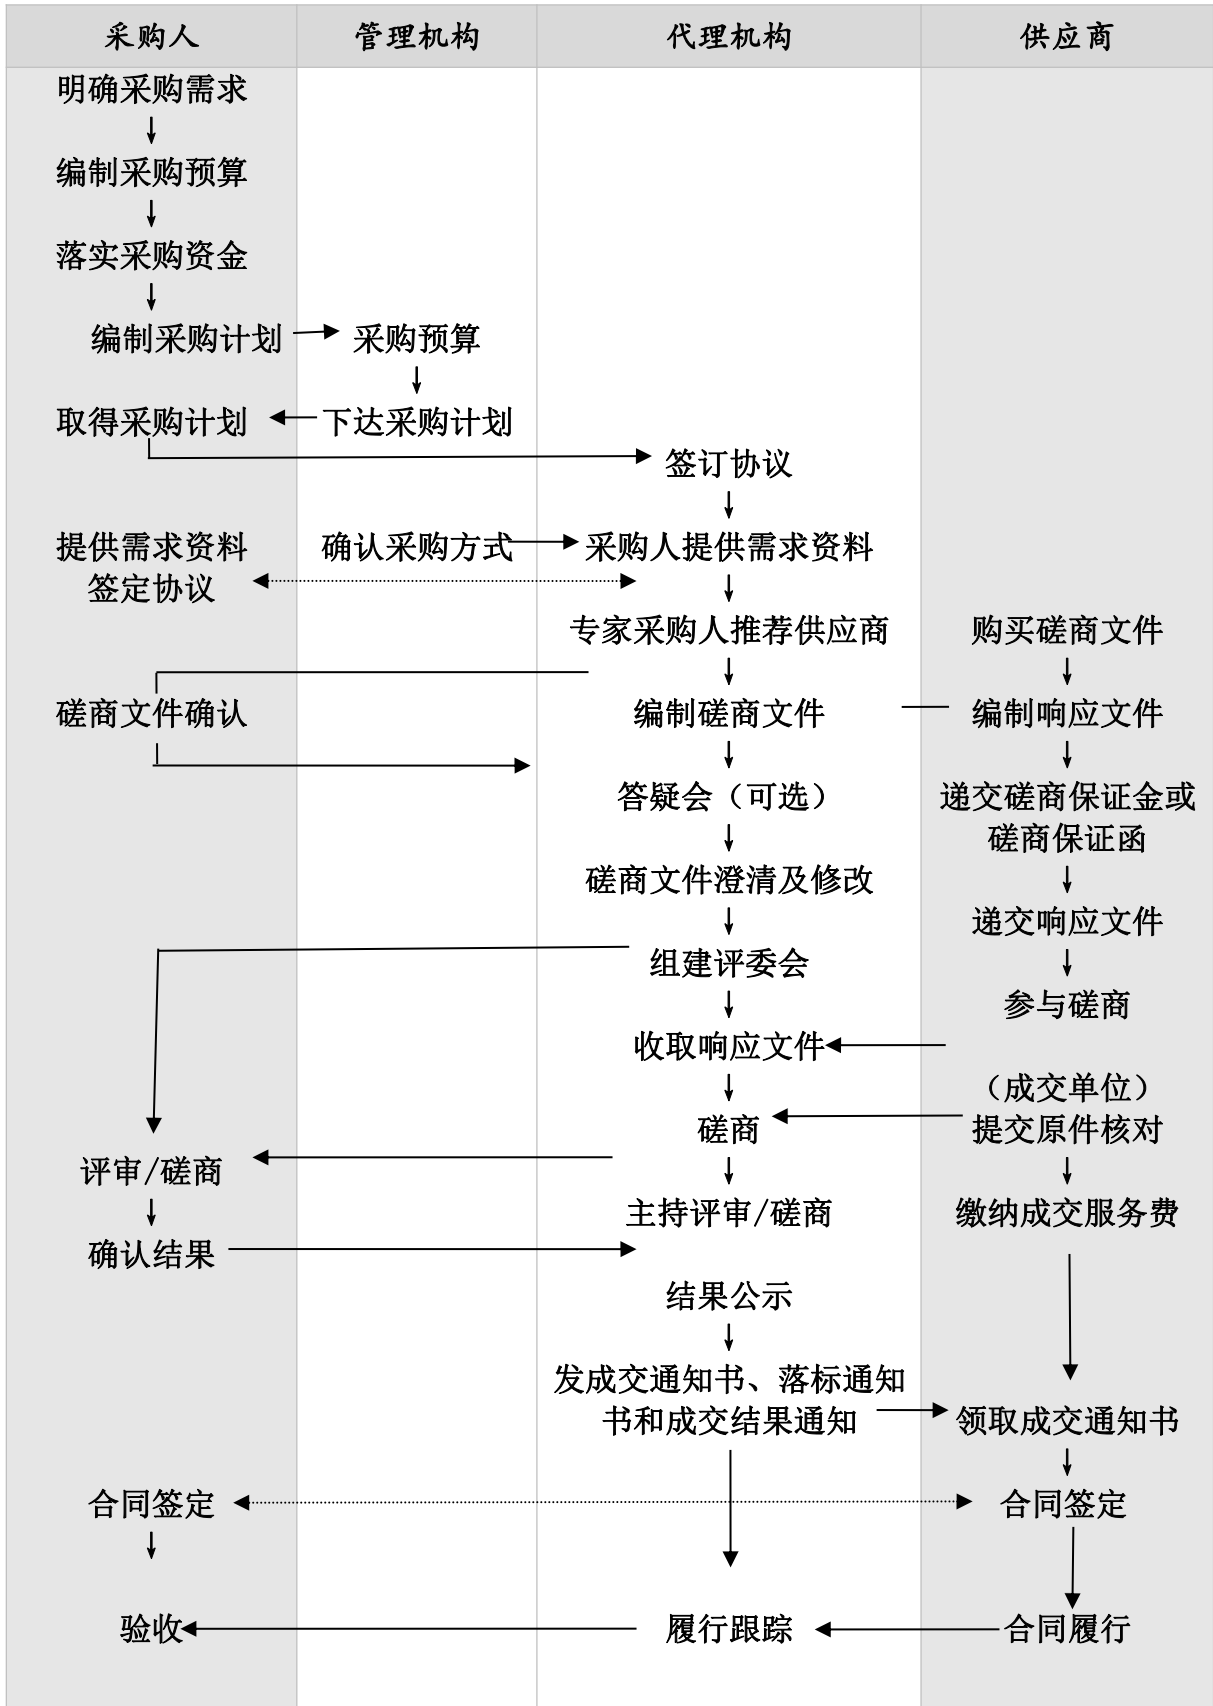 采购人 管理机构 代理机构 供应商
明确采购需求
编制采购预算
落实采购资金
编制采购计划 采购预算
取得采购计划 下达采购计划
签订协议
提供需求资料 确认采购方式 采购人提供需求资料
签定协议
专家采购人推荐供应商 购买磋商文件
磋商文件确认 编制磋商文件 编制响应文件
答疑会（可选） 递交磋商保证金或
磋商保证函
磋商文件澄清及修改
递交响应文件
组建评委会
参与磋商
收取响应文件
（成交单位）
磋商 提交原件核对
评审/磋商
主持评审/磋商 缴纳成交服务费
确认结果
结果公示
发成交通知书、落标通知
书和成交结果通知 领取成交通知书
合同签定 合同签定
验收 履行跟踪 合同履行